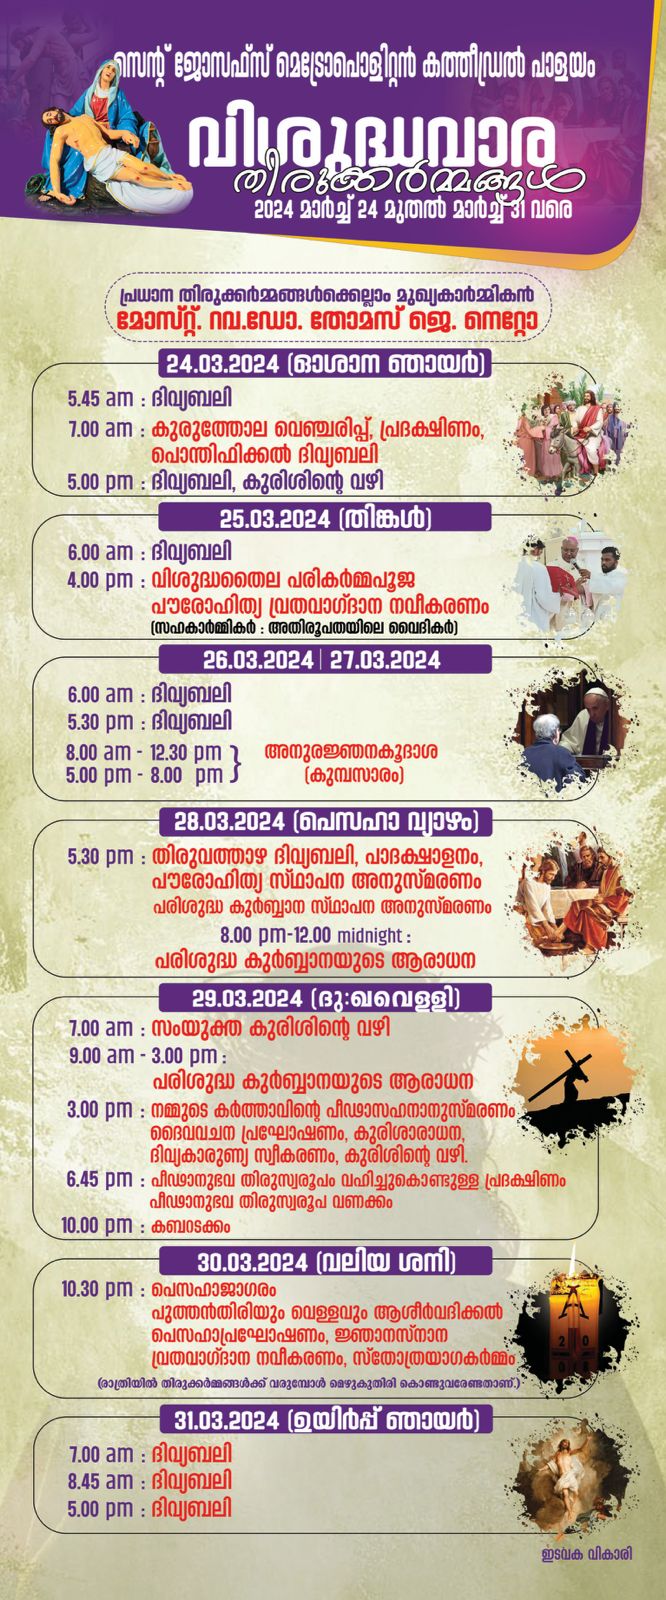 സെന്റ് ജോസഫ്സ് മെട്രോപൊളിറ്റൻ കത്തീഡ്രൽ പാളയം
വിശുദ്ധവാര
തിരുക്കർമ്മങ്ങൾ
2024 മാർച്ച് 24 മുതൽ മാർച്ച് 31 വരെ
പ്രധാന തിരുക്കർമ്മങ്ങൾക്കെല്ലാം മുഖ്യകാർമ്മികൻ
മോസ്റ്റ്. റവ.ഡോ. തോമസ് ജെ. നെറ്റോ
24.03.2024 (ഓശാന ഞായർ)
5.45 am : ദിവ്യബലി
7.00 am : കുരുത്തോല വെഞ്ചരിപ്പ്, പ്രദക്ഷിണം,
പൊന്തിഫിക്കൽ ദിവ്യബലി
5.00 pm : ദിവ്യബലി, കുരിശിന്റെ വഴി
25.03.2024 (തിങ്കൾ)
6.00 am : ദിവ്യബലി
4.00 pm : വിശുദ്ധതൈല പരികർമ്മപൂജ
പൗരോഹിത്യ വ്രതവാഗ്ദാന നവീകരണം
(സഹകാർമ്മികർ : അതിരൂപതയിലെ വൈദികർ)
26.03.2024 | 27.03.2024
6.00 am : ദിവ്യബലി
5.30 pm : ദിവ്യബലി
8.00 am - 12.30 pm } അനുരജ്ഞനകൂദാശ
5.00 pm - 8.00 pm } (കുമ്പസാരം)
28.03.2024 (പെസഹാ വ്യാഴം)
5.30 pm : തിരുവത്താഴ ദിവ്യബലി, പാദക്ഷാളനം,
പൗരോഹിത്യ സ്ഥാപന അനുസ്മരണം
പരിശുദ്ധ കുർബ്ബാന സ്ഥാപന അനുസ്മരണം
8.00 pm-12.00 midnight :
പരിശുദ്ധ കുർബ്ബാനയുടെ ആരാധന
29.03.2024 (ദു:ഖവെള്ളി)
7.00 am : സംയുക്ത കുരിശിന്റെ വഴി
9.00 am - 3.00 pm :
പരിശുദ്ധ കുർബ്ബാനയുടെ ആരാധന
3.00 pm : നമ്മുടെ കർത്താവിന്റെ പീഢാസഹനാനുസ്മരണം
ദൈവവചന പ്രഘോഷണം, കുരിശാരാധന,
ദിവ്യകാരുണ്യ സ്വീകരണം, കുരിശിന്റെ വഴി.
6.45 pm : പീഢാനുഭവ തിരുസ്വരൂപം വഹിച്ചുകൊണ്ടുള്ള പ്രദക്ഷിണം
പീഢാനുഭവ തിരുസ്വരൂപ വണക്കം
10.00 pm : കബറടക്കം
30.03.2024 (വലിയ ശനി)
10.30 pm : പെസഹാജാഗരം
പുത്തൻതിരിയും വെള്ളവും ആശീർവദിക്കൽ
പെസഹാപ്രഘോഷണം, ജ്ഞാനസ്നാന
വ്രതവാഗ്ദാന നവീകരണം, സ്തോത്രയാഗകർമ്മം
(രാത്രിയിൽ തിരുക്കർമ്മങ്ങൾക്ക് വരുമ്പോൾ മെഴുകുതിരി കൊണ്ടുവരേണ്ടതാണ്.)
31.03.2024 (ഉയിർപ്പ് ഞായർ)
7.00 am : ദിവ്യബലി
8.45 am : ദിവ്യബലി
5.00 pm : ദിവ്യബലി
ഇടവക വികാരി